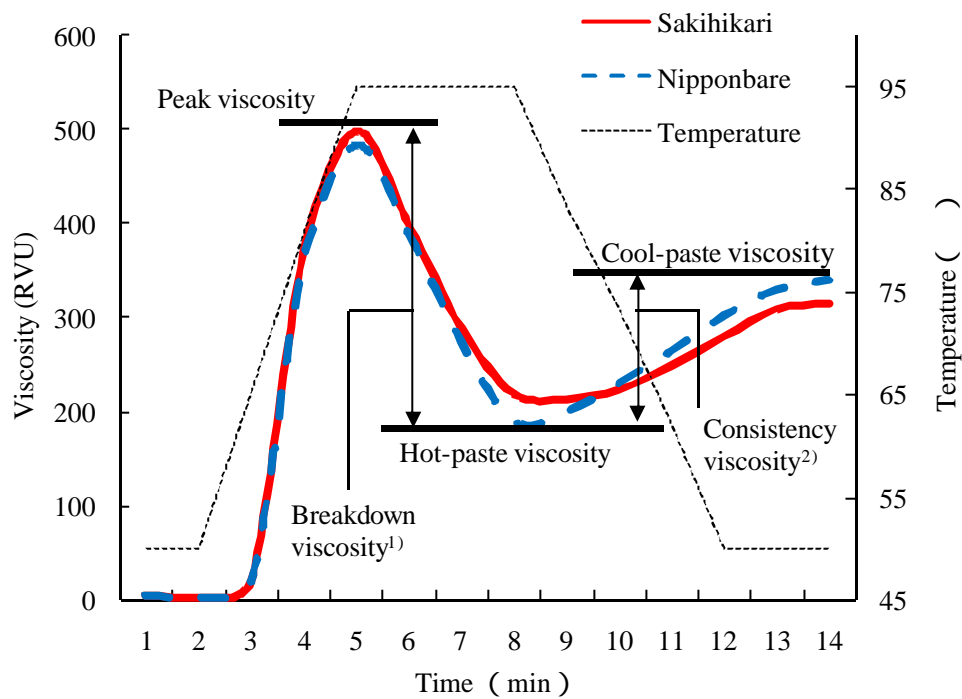 Sakihikari
Nipponbare
Temperature
Peak viscosity
Cool-paste viscosity
Hot-paste viscosity
Consistency
viscosity2)
Breakdown
viscosity1)
Viscosity (RVU)
600
500
400
300
200
100
0
Temperature ( )
95
85
75
65
55
45
1 2 3 4 5 6 7 8 9 10 11 12 13 14
Time ( min )